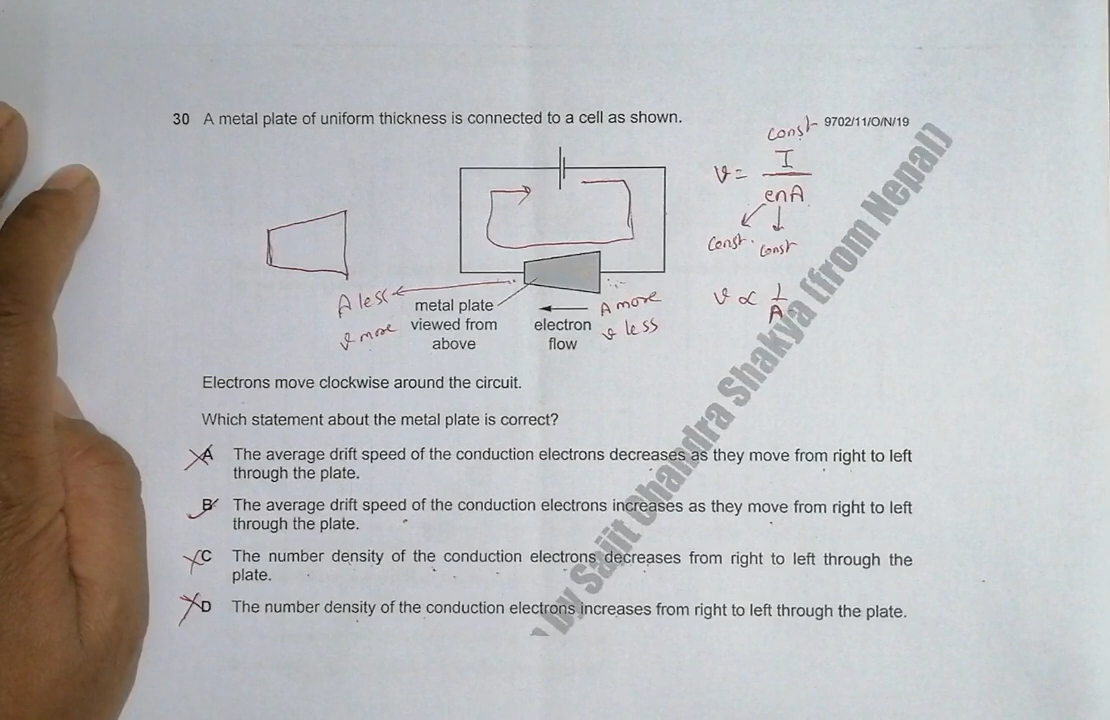 30 A metal plate of uniform thickness is connected to a cell as shown.
9702/11/O/N/19
const
v = I
enA
const. const
v ∝ 1
A
A less
v more
metal plate
viewed from
above
electron
flow
A more
v less
Electrons move clockwise around the circuit.
Which statement about the metal plate is correct?
A The average drift speed of the conduction electrons decreases as they move from right to left
through the plate.
B The average drift speed of the conduction electrons increases as they move from right to left
through the plate.
C The number density of the conduction electrons decreases from right to left through the
plate.
D The number density of the conduction electrons increases from right to left through the plate.
by Sajit Chandra Shakya (from Nepal)